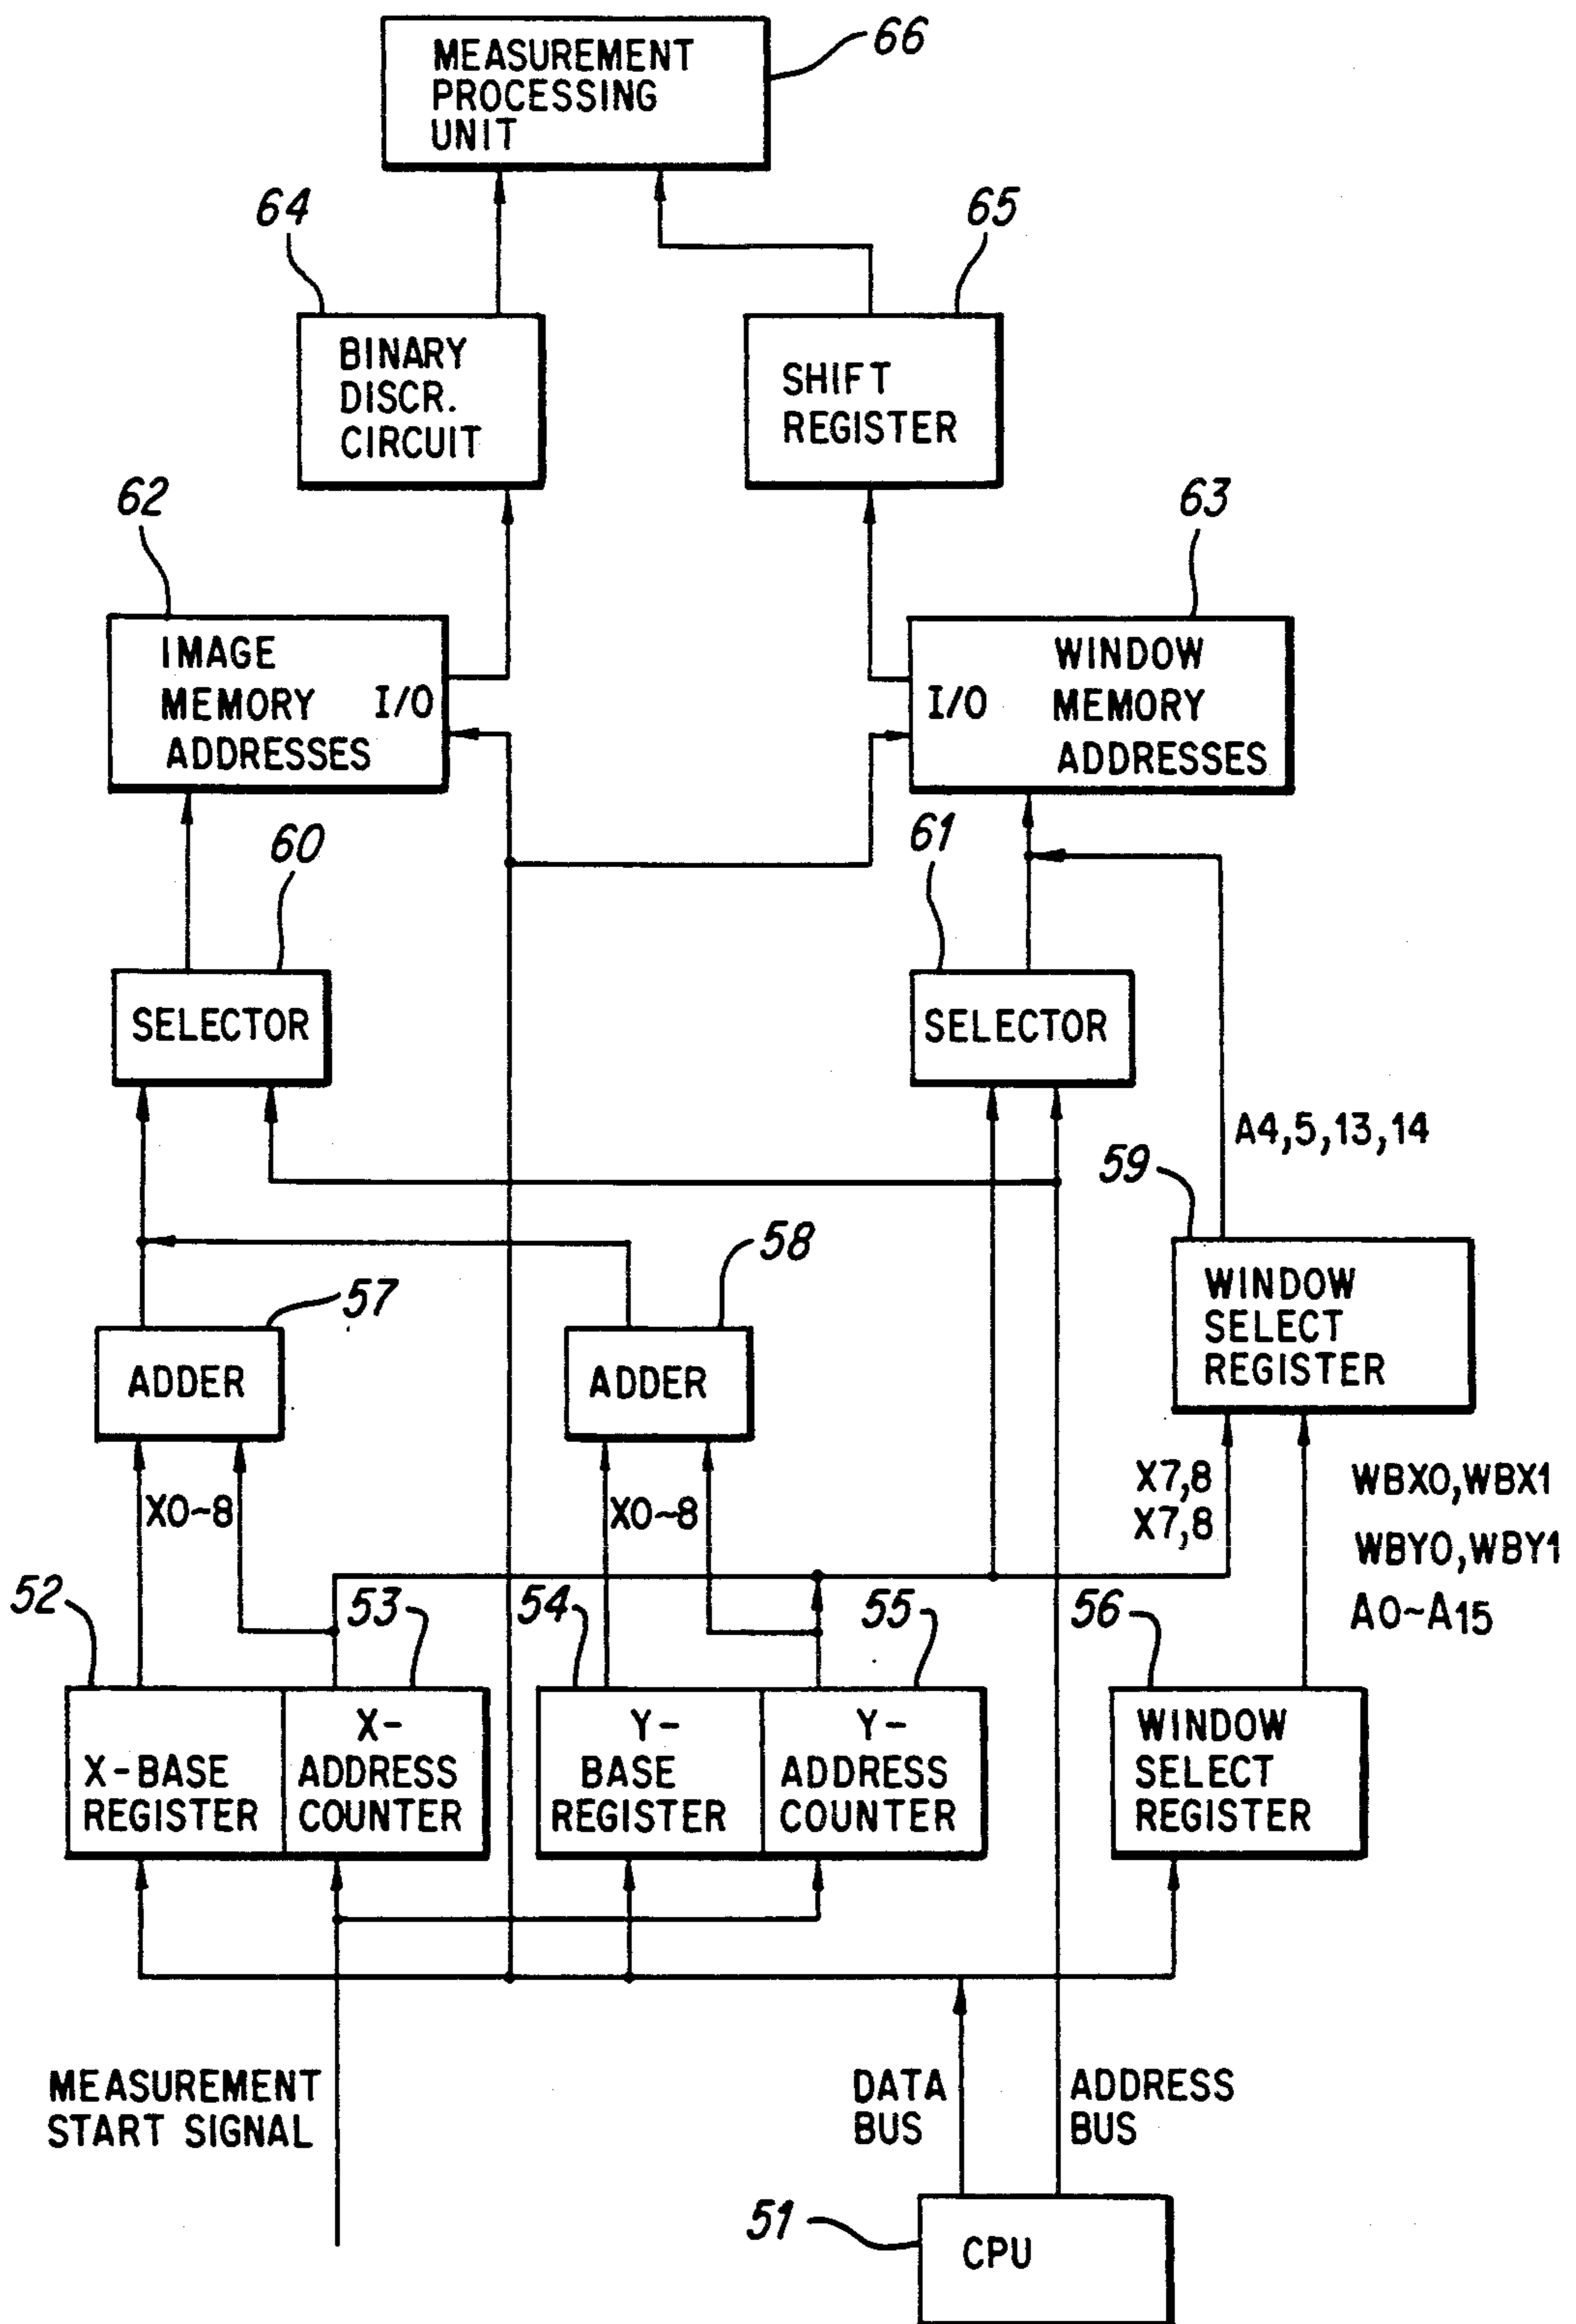 MEASUREMENT
PROCESSING
UNIT
66
64
65
BINARY
DISCR.
CIRCUIT
SHIFT
REGISTER
62
63
IMAGE
MEMORY
ADDRESSES
I/O
I/O
WINDOW
MEMORY
ADDRESSES
60
61
SELECTOR
SELECTOR
A4,5,13,14
59
58
57
WINDOW
SELECT
REGISTER
ADDER
ADDER
X0~8
X0~8
X7,8
X7,8
WBX0,WBX1
WBY0,WBY1
A0~A15
52
53
54
55
56
X-BASE
REGISTER
X-
ADDRESS
COUNTER
Y-
BASE
REGISTER
Y-
ADDRESS
COUNTER
WINDOW
SELECT
REGISTER
MEASUREMENT
START SIGNAL
DATA
BUS
ADDRESS
BUS
51
CPU